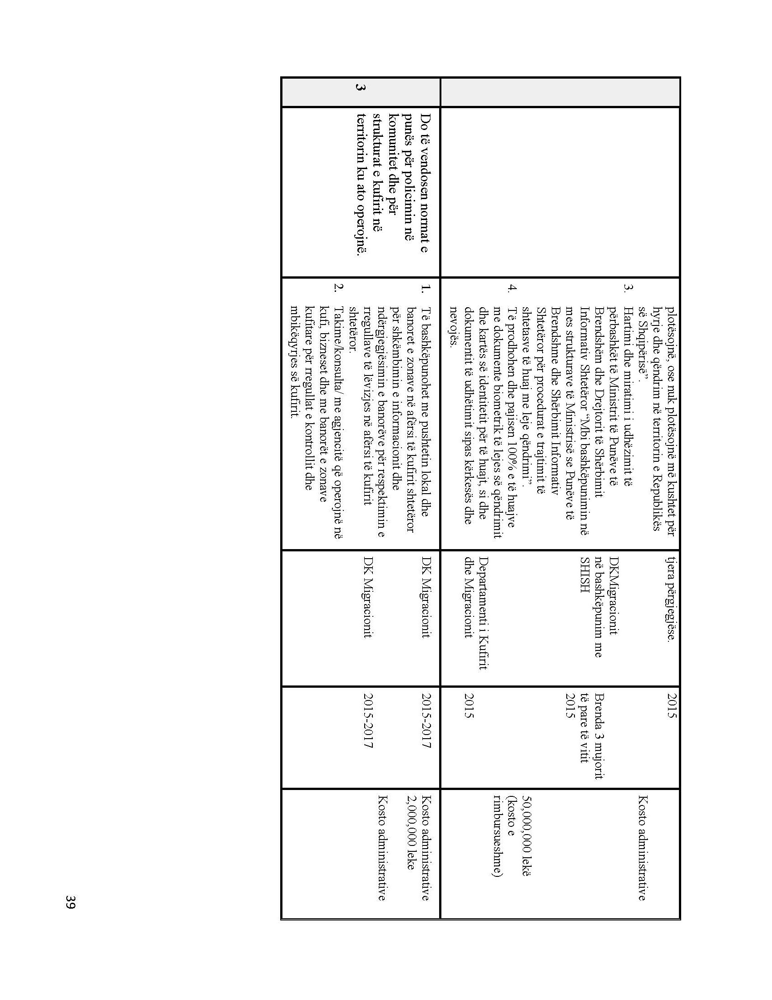 plotësojnë, ose nuk plotësojnë më kushtet për
hyrje dhe qëndrim në territorin e Republikës
së Shqipërisë”.
3. Hartimi dhe miratimi i udhëzimit të
përbashkët të Ministrit të Punëve të
Brendshëm dhe Drejtorit të Shërbimit
Informativ Shtetëror “Mbi bashkëpunimin në
mes strukturave të Ministrisë se Punëve të
Brendshme dhe Shërbimit Informativ
Shtetëror për procedurat e trajtimit të
shtetasve të huaj me leje qëndrimi”.
4. Të prodhohen dhe pajisen 100% e të huajve
me dokumente biometrik të lejes së qëndrimit
dhe kartës së identitetit për të huajt, si dhe
dokumentit të udhëtimit sipas kërkesës dhe
nevojës.
tjera përgjegjëse.
DKMigracionit
në bashkëpunim me
SHISH
Departamenti i Kufirit
dhe Migracionit
2015
Brenda 3 mujorit
të pare të vitit
2015
2015
Kosto administrative
50,000,000 lekë
(kosto e
rimbursueshme)
3
Do të vendosen normat e
punës për policimin në
komunitet dhe për
strukturat e kufirit në
territorin ku ato operojnë.
1. Të bashkëpunohet me pushtetin lokal dhe
banoret e zonave në afërsi të kufirit shtetëror
për shkëmbimin e informacionit dhe
ndërgjegjësimin e banorëve për respektimin e
rregullave të lëvizjes në afërsi të kufirit
shtetëror.
2. Takime/konsulta/ me agjencitë që operojnë në
kufi, bizneset dhe me banorët e zonave
kufitare për rregullat e kontrollit dhe
mbikëqyrjes së kufirit.
DK Migracionit
DK Migracionit
2015-2017
2015-2017
Kosto administrative
2,000,000 leke
Kosto administrative
39